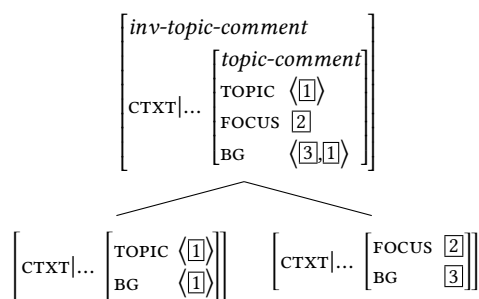 inv-topic-comment
topic-comment
TOPIC ⟨1⟩
CTXT|... FOCUS 2
BG ⟨3,1⟩
TOPIC ⟨1⟩ FOCUS 2
CTXT|... CTXT|...
BG ⟨1⟩ BG 3